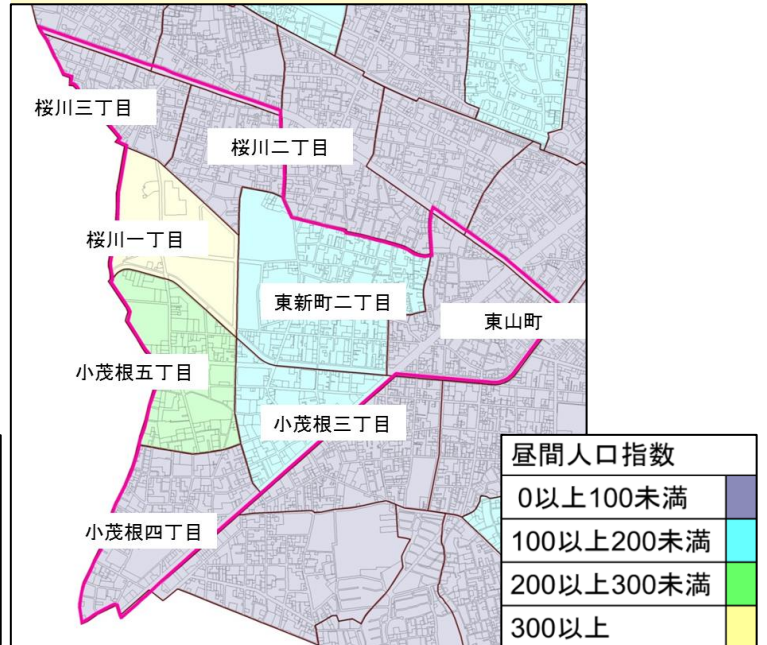 桜川三丁目
桜川二丁目
桜川一丁目
東新町二丁目
東山町
小茂根五丁目
小茂根三丁目
小茂根四丁目
昼間人口指数
0以上100未満
100以上200未満
200以上300未満
300以上